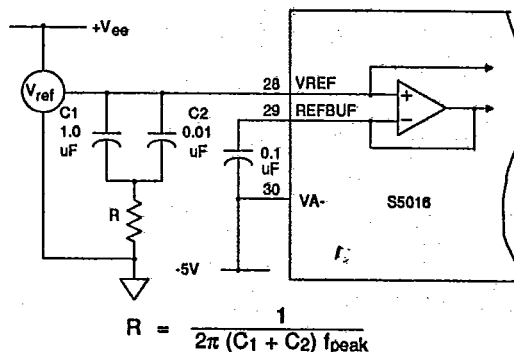 +Vee
Vref
C1
1.0
uF
C2
0.01
uF
R
28 VREF
29 REFBUF
0.1
uF
30
VA-
-5V
+
−
S5016
R = 1 / 2π (C1 + C2) fpeak